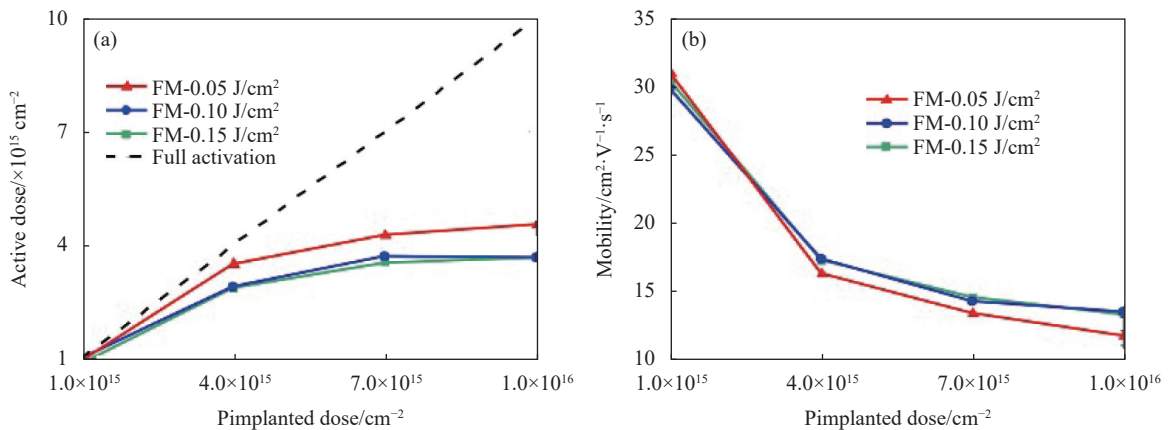 (a)
10
7
4
1
Active dose/×10¹⁵ cm⁻²
FM-0.05 J/cm²
FM-0.10 J/cm²
FM-0.15 J/cm²
Full activation
1.0×10¹⁵
4.0×10¹⁵
7.0×10¹⁵
1.0×10¹⁶
Pimplanted dose/cm⁻²
(b)
35
30
25
20
15
10
Mobility/cm²·V⁻¹·s⁻¹
FM-0.05 J/cm²
FM-0.10 J/cm²
FM-0.15 J/cm²
1.0×10¹⁵
4.0×10¹⁵
7.0×10¹⁵
1.0×10¹⁶
Pimplanted dose/cm⁻²